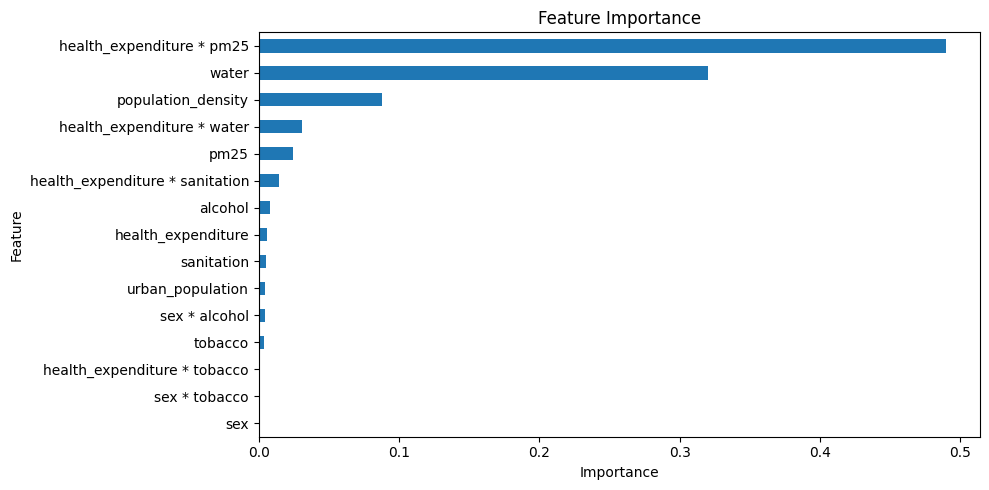 Feature Importance
health_expenditure * pm25
water
population_density
health_expenditure * water
pm25
health_expenditure * sanitation
alcohol
health_expenditure
sanitation
urban_population
sex * alcohol
tobacco
health_expenditure * tobacco
sex * tobacco
sex
Feature
0.0 0.1 0.2 0.3 0.4 0.5
Importance